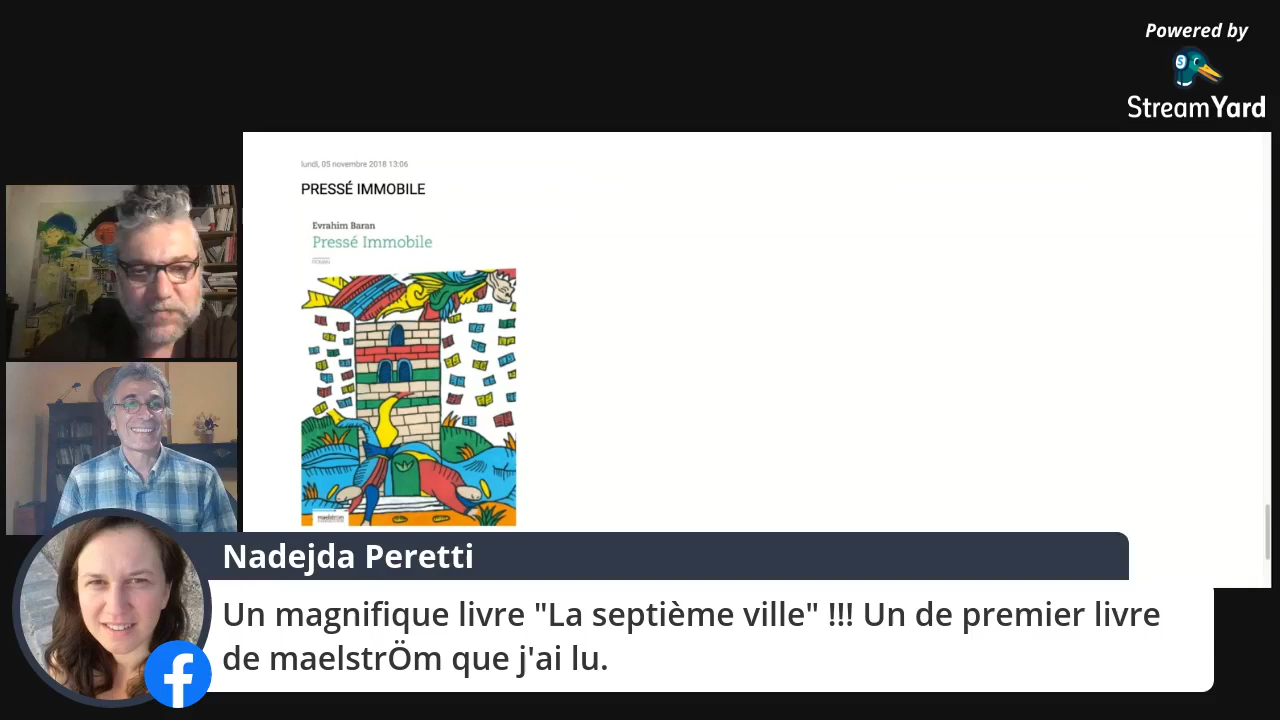 Powered by
StreamYard
lundi, 05 novembre 2018 13:06
PRESSÉ IMMOBILE
Evrahim Baran
Pressé Immobile
maelström
Nadejda Peretti
Un magnifique livre "La septième ville" !!! Un de premier livre
de maelstrÖm que j'ai lu.